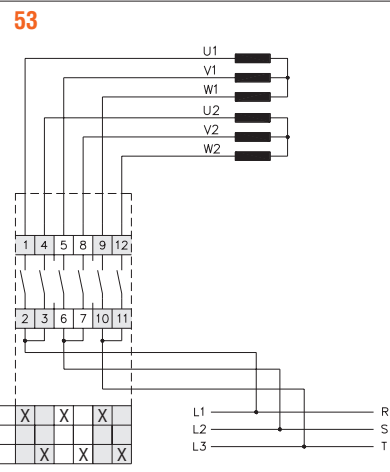 53
U1
V1
W1
U2
V2
W2
1 4 5 8 9 12
2 3 6 7 10 11
X X X
L1 R
L2 S
L3 T
X X X